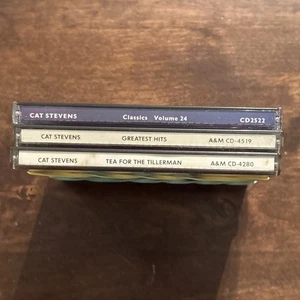 CAT STEVENS Classics Volume 24 CD2522
CAT STEVENS GREATEST HITS A&M CD-4519
CAT STEVENS TEA FOR THE TILLERMAN A&M CD-4280